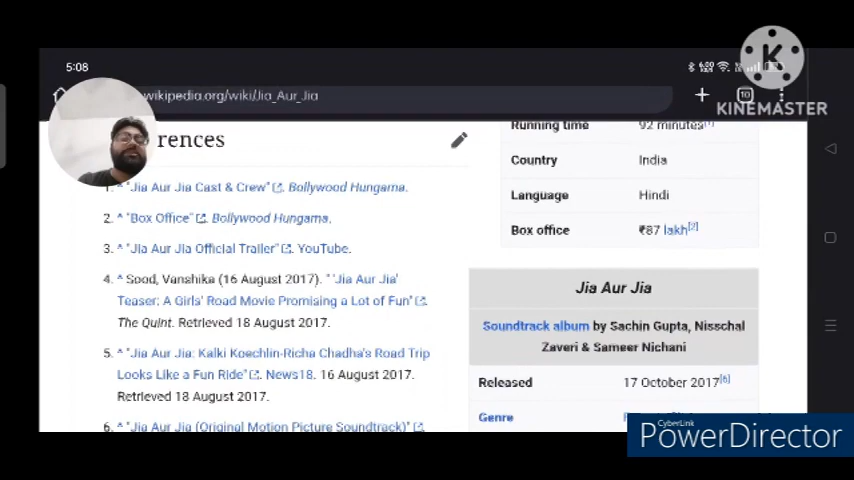 5:08
wikipedia.org/wiki/Jia_Aur_Jia
10
KINEMASTER
rences
1. ^ "Jia Aur Jia Cast & Crew". Bollywood Hungama.
2. ^ "Box Office". Bollywood Hungama.
3. ^ "Jia Aur Jia Official Trailer". YouTube.
4. ^ Sood, Vanshika (16 August 2017). "'Jia Aur Jia'
Teaser: A Girls' Road Movie Promising a Lot of Fun".
The Quint. Retrieved 18 August 2017.
5. ^ "Jia Aur Jia: Kalki Koechlin-Richa Chadha's Road Trip
Looks Like a Fun Ride". News18. 16 August 2017.
Retrieved 18 August 2017.
6. ^ "Jia Aur Jia (Original Motion Picture Soundtrack)".
Running time 92 minutes[1]
Country India
Language Hindi
Box office ₹87 lakh[2]
Jia Aur Jia
Soundtrack album by Sachin Gupta, Nisschal
Zaveri & Sameer Nichani
Released 17 October 2017[6]
Genre
CyberLink
PowerDirector